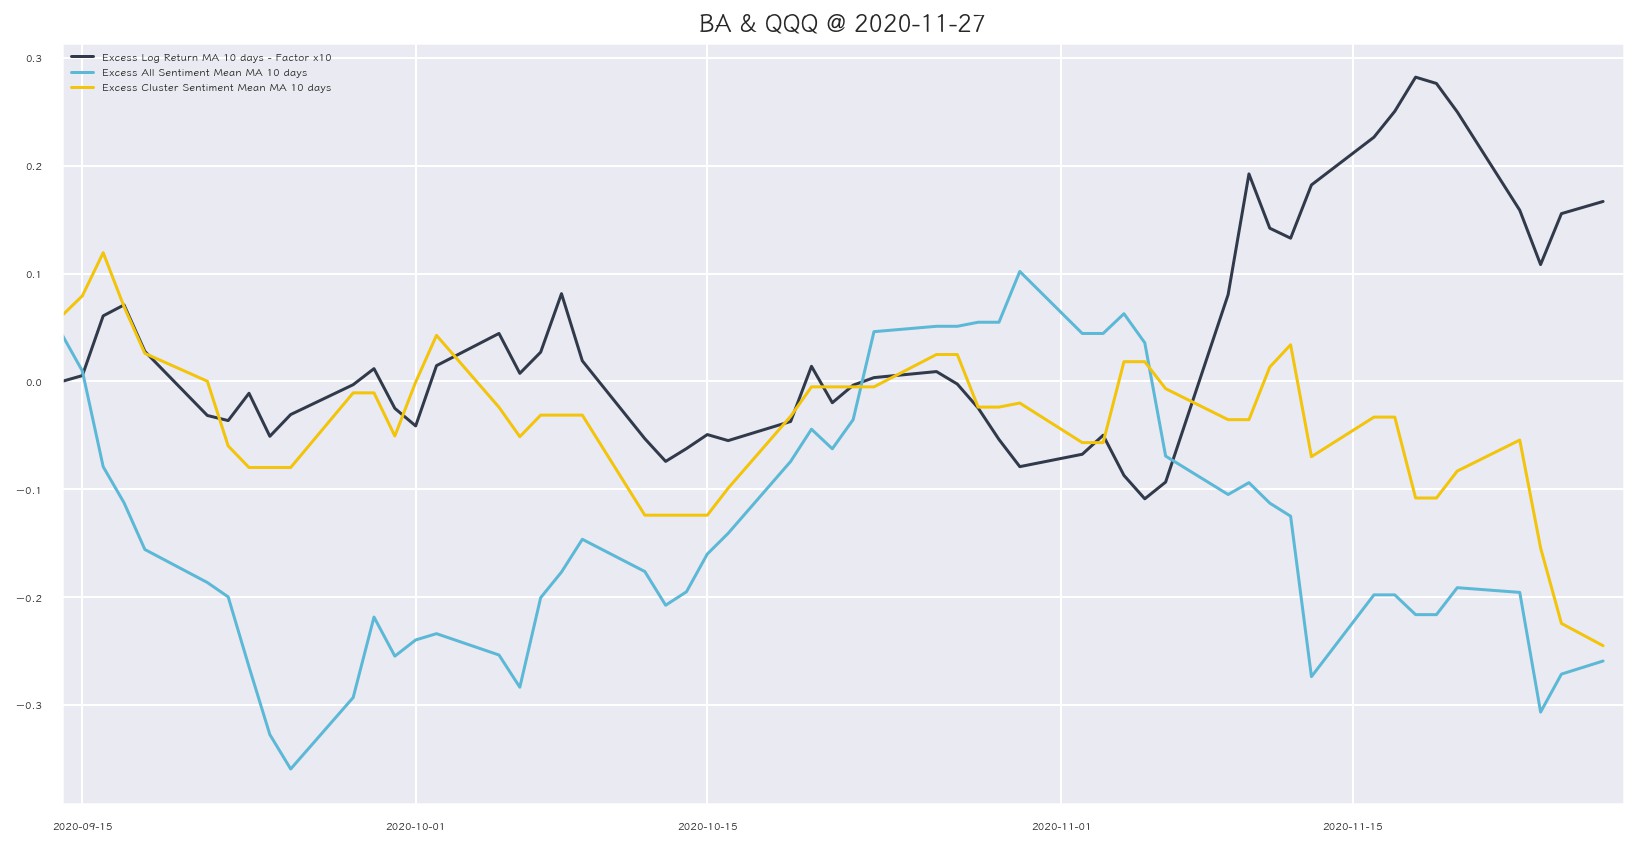 BA & QQQ @ 2020-11-27
Excess Log Return MA 10 days - Factor x10
Excess All Sentiment Mean MA 10 days
Excess Cluster Sentiment Mean MA 10 days
0.3
0.2
0.1
0.0
−0.1
−0.2
−0.3
2020-09-15 2020-10-01 2020-10-15 2020-11-01 2020-11-15